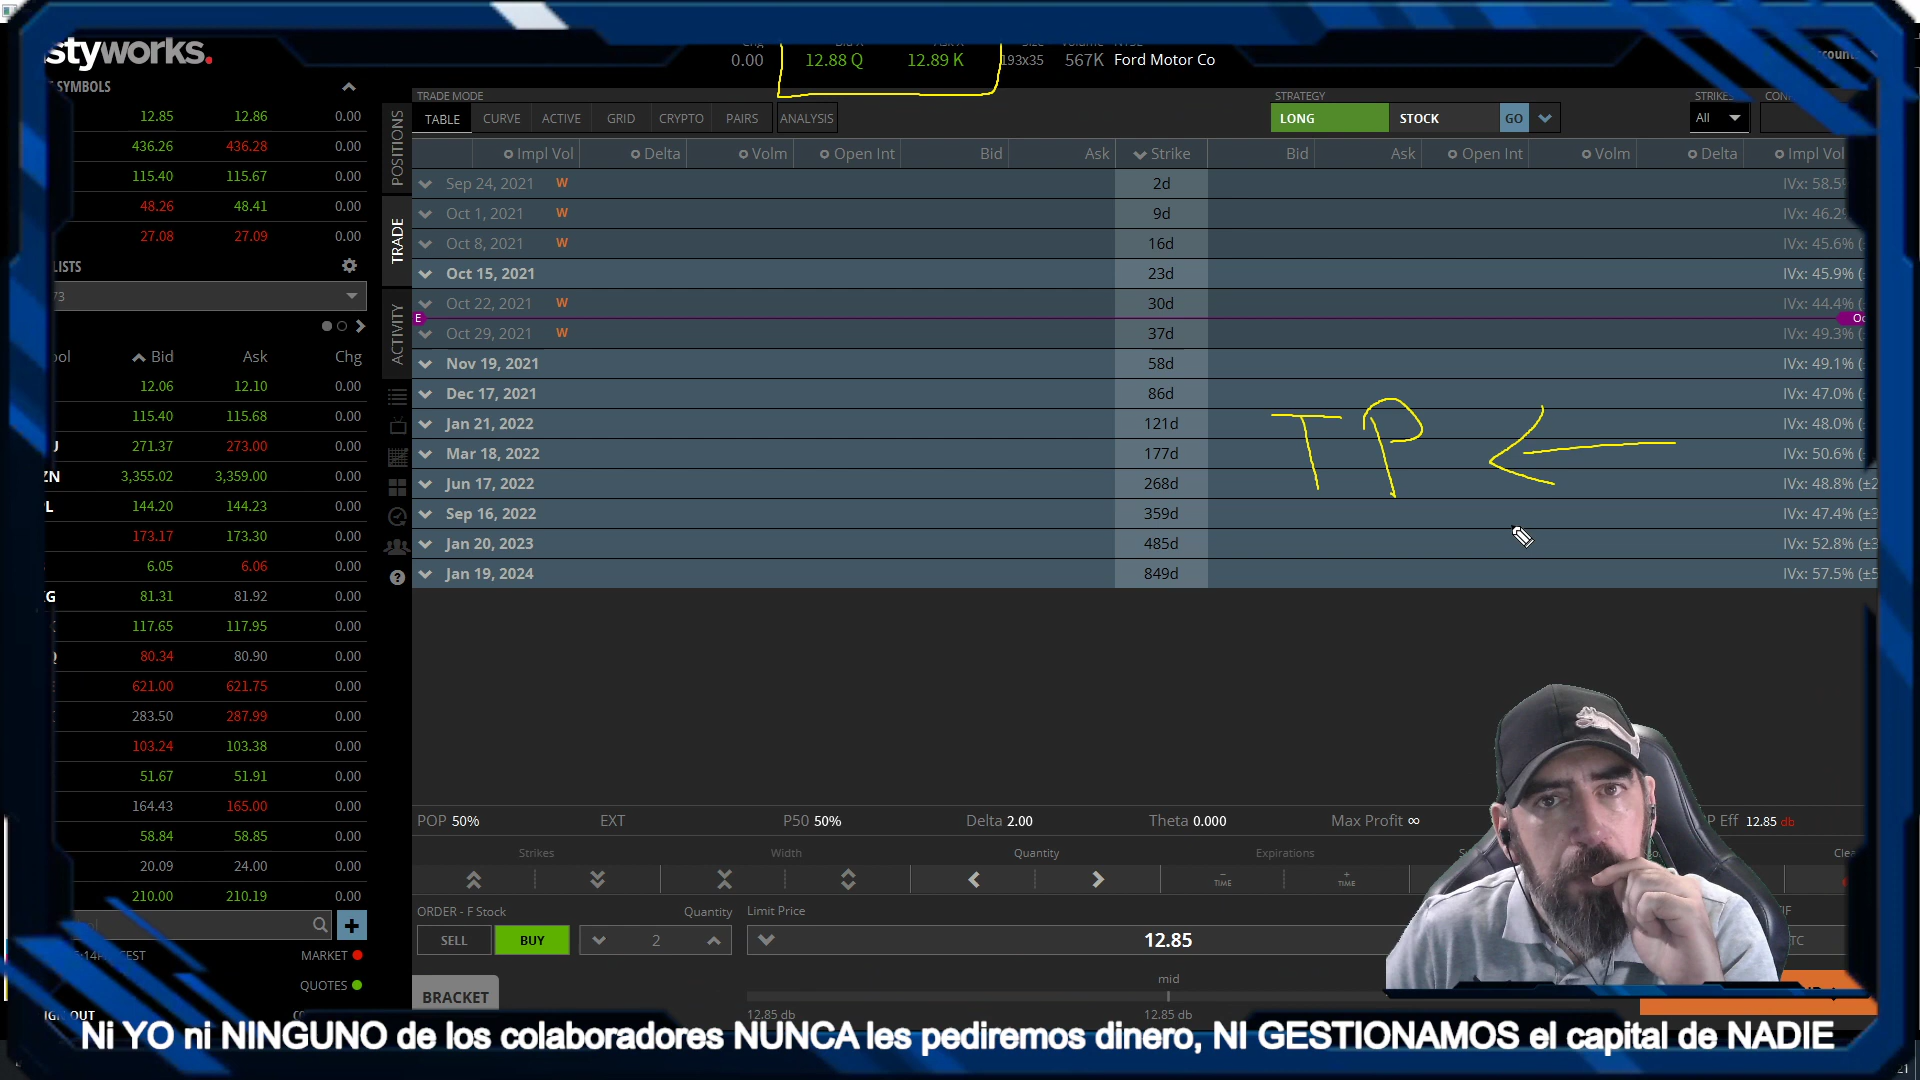 styworks.
12.88 Q 12.89 K 193x35 567K Ford Motor Co
0.00
SYMBOLS
12.85 12.86 0.00
436.26 436.28 0.00
115.40 115.67 0.00
48.26 48.41 0.00
27.08 27.09 0.00
LISTS
73
Bid Ask Chg
12.06 12.10 0.00
115.40 115.68 0.00
U 271.37 273.00 0.00
ZN 3,355.02 3,359.00 0.00
L 144.20 144.23 0.00
173.17 173.30 0.00
6.05 6.06 0.00
G 81.31 81.92 0.00
117.65 117.95 0.00
80.34 80.90 0.00
621.00 621.75 0.00
283.50 287.99 0.00
103.24 103.38 0.00
51.67 51.91 0.00
164.43 165.00 0.00
58.84 58.85 0.00
20.09 24.00 0.00
210.00 210.19 0.00
MARKET
QUOTES
POSITIONS
TRADE
ACTIVITY
TRADE MODE
TABLE CURVE ACTIVE GRID CRYPTO PAIRS ANALYSIS
STRATEGY
LONG STOCK GO
STRIKES
All
Impl Vol Delta Volm Open Int Bid Ask Strike Bid Ask Open Int Volm Delta Impl Vol
Sep 24, 2021 W 2d IVx: 58.5%
Oct 1, 2021 W 9d IVx: 46.2%
Oct 8, 2021 W 16d IVx: 45.6%
Oct 15, 2021 23d IVx: 45.9%
Oct 22, 2021 W 30d IVx: 44.4%
E
Oct 29, 2021 W 37d IVx: 49.3%
Nov 19, 2021 58d IVx: 49.1%
Dec 17, 2021 86d IVx: 47.0%
Jan 21, 2022 121d IVx: 48.0%
Mar 18, 2022 177d IVx: 50.6%
Jun 17, 2022 268d IVx: 48.8% (±2
Sep 16, 2022 359d IVx: 47.4% (±3
Jan 20, 2023 485d IVx: 52.8% (±3
Jan 19, 2024 849d IVx: 57.5% (±5
TP
POP 50% EXT P50 50% Delta 2.00 Theta 0.000 Max Profit ∞ P Eff 12.85 db
Strikes Width Quantity Expirations
TIME TIME
ORDER - F Stock Quantity Limit Price
SELL BUY 2 12.85
BRACKET
mid
12.85 db 12.85 db
Ni YO ni NINGUNO de los colaboradores NUNCA les pediremos dinero, NI GESTIONAMOS el capital de NADIE